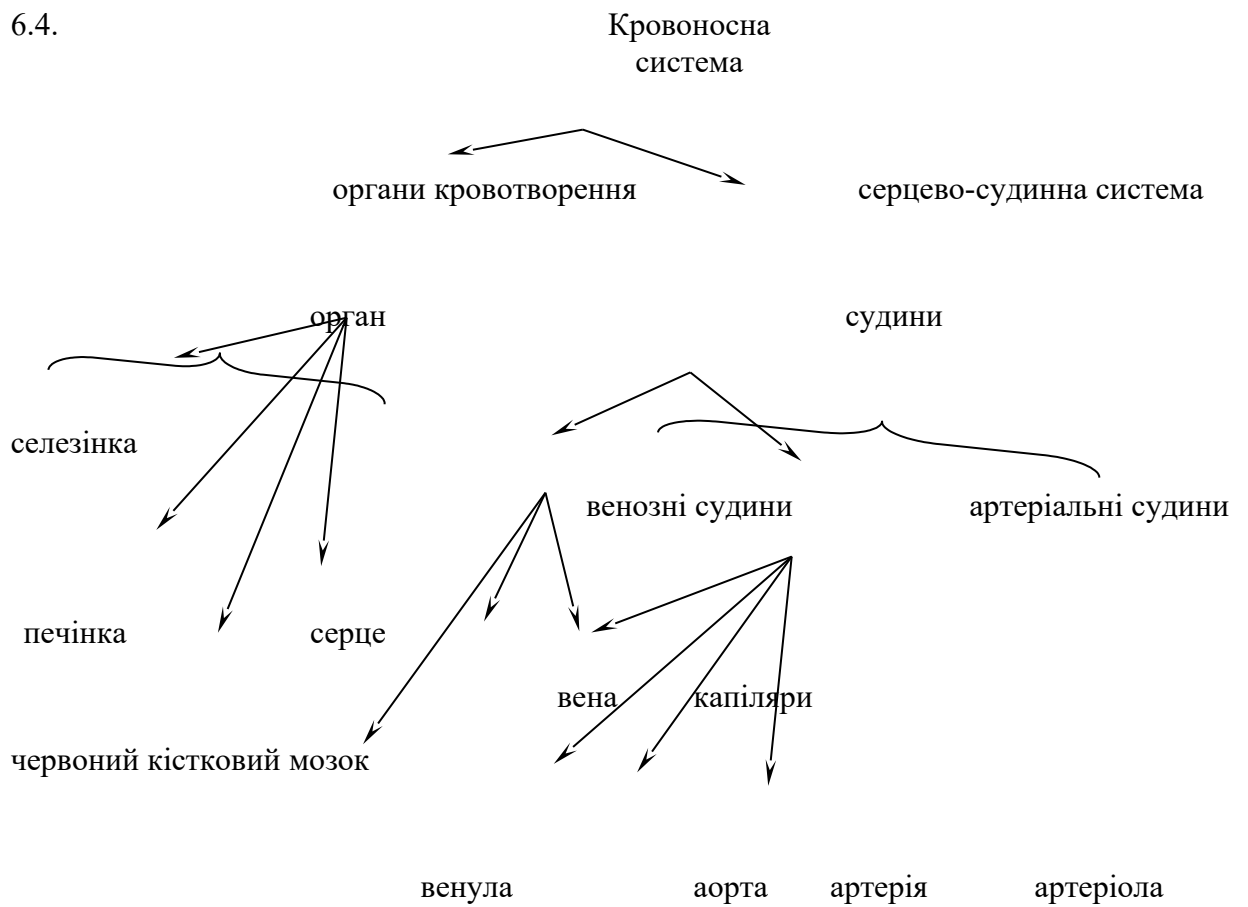 6.4. Кровоносна
система
органи кровотворення серцево-судинна система
орган судини
селезінка
венозні судини артеріальні судини
печінка серце
вена капіляри
червоний кістковий мозок
венула аорта артерія артеріола